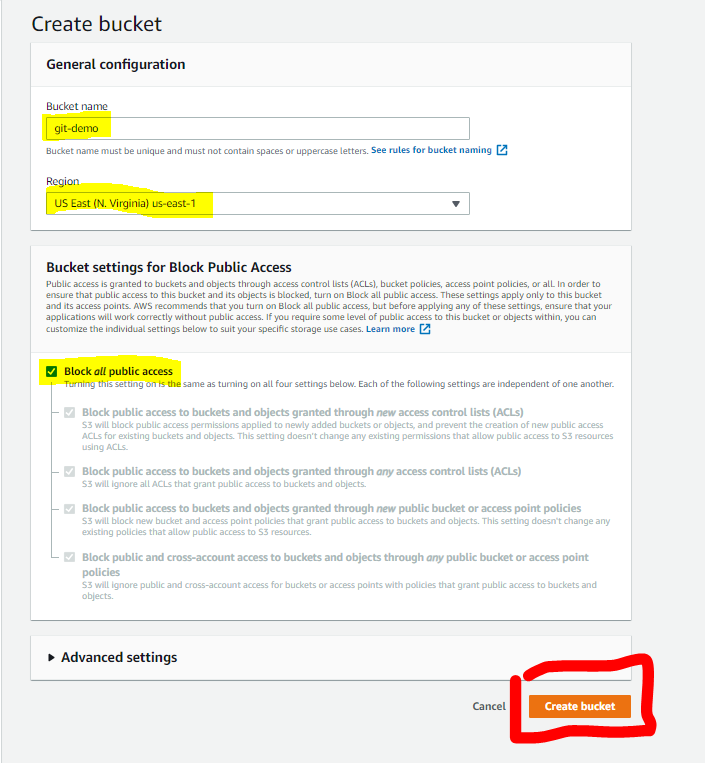 Create bucket
General configuration
Bucket name
git-demo
Bucket name must be unique and must not contain spaces or uppercase letters. See rules for bucket naming
Region
US East (N. Virginia) us-east-1
Bucket settings for Block Public Access
Public access is granted to buckets and objects through access control lists (ACLs), bucket policies, access point policies, or all. In order to
ensure that public access to this bucket and its objects is blocked, turn on Block all public access. These settings apply only to this bucket
and its access points. AWS recommends that you turn on Block all public access, but before applying any of these settings, ensure that your
applications will work correctly without public access. If you require some level of public access to this bucket or objects within, you can
customize the individual settings below to suit your specific storage use cases. Learn more
Block all public access
Turning this setting on is the same as turning on all four settings below. Each of the following settings are independent of one another.
Block public access to buckets and objects granted through new access control lists (ACLs)
S3 will block public access permissions applied to newly added buckets or objects, and prevent the creation of new public access
ACLs for existing buckets and objects. This setting doesn't change any existing permissions that allow public access to S3 resources
using ACLs.
Block public access to buckets and objects granted through any access control lists (ACLs)
S3 will ignore all ACLs that grant public access to buckets and objects.
Block public access to buckets and objects granted through new public bucket or access point policies
S3 will block new bucket and access point policies that grant public access to buckets and objects. This setting doesn't change any
existing policies that allow public access to S3 resources.
Block public and cross-account access to buckets and objects through any public bucket or access point
policies
S3 will ignore public and cross-account access for buckets or access points with policies that grant public access to buckets and
objects.
Advanced settings
Cancel
Create bucket